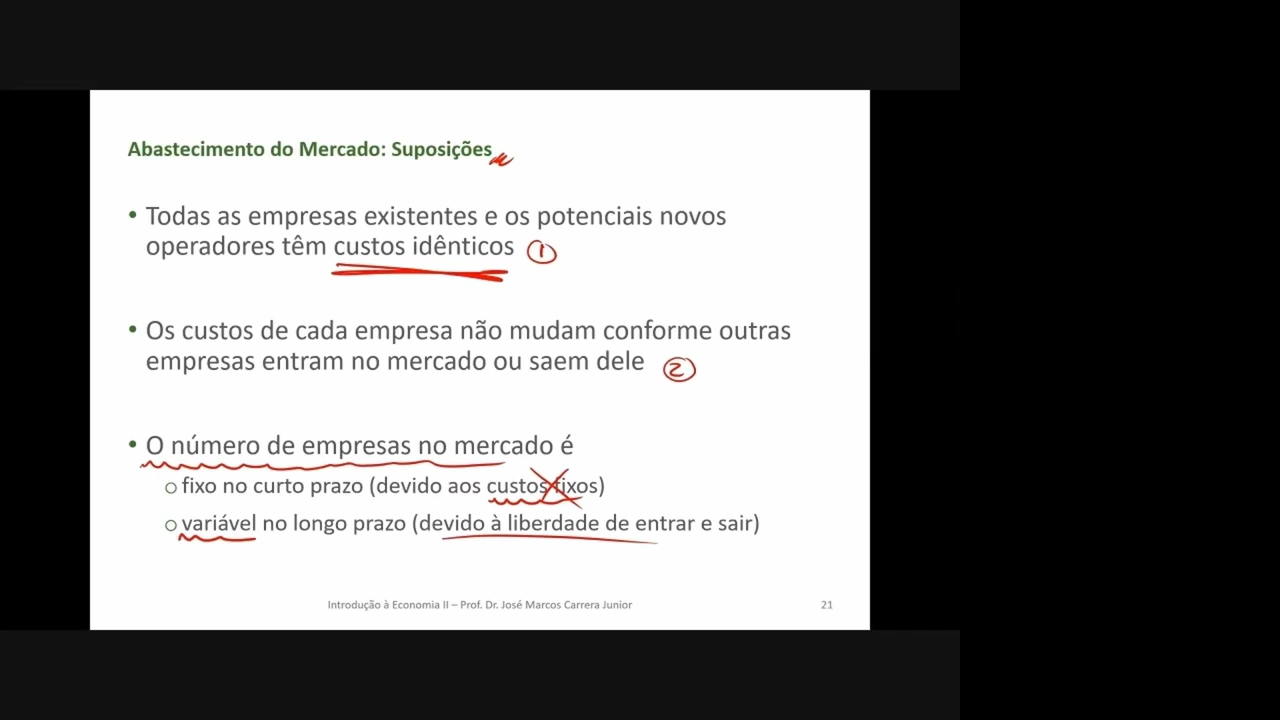 Abastecimento do Mercado: Suposições
• Todas as empresas existentes e os potenciais novos
operadores têm custos idênticos 1
• Os custos de cada empresa não mudam conforme outras
empresas entram no mercado ou saem dele 2
• O número de empresas no mercado é
o fixo no curto prazo (devido aos custos fixos)
o variável no longo prazo (devido à liberdade de entrar e sair)
Introdução à Economia II – Prof. Dr. José Marcos Carrera Junior 21